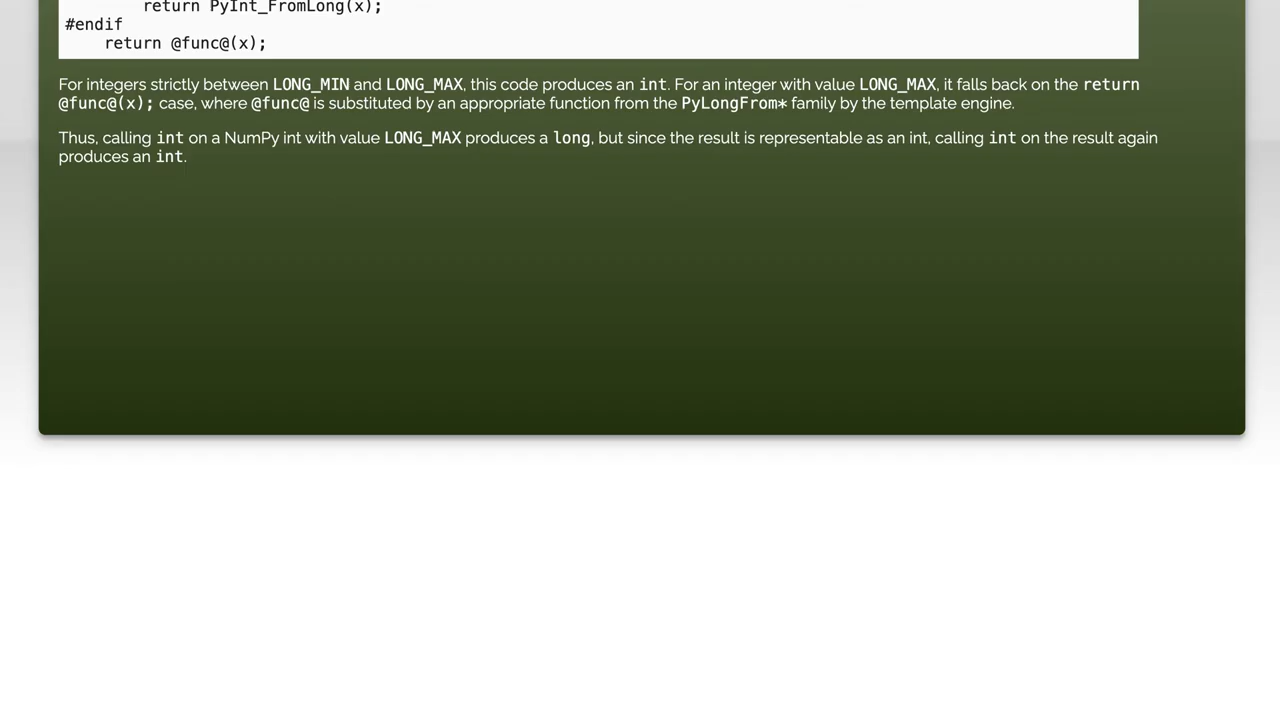 return PyInt_FromLong(x);
#endif
return @func@(x);
For integers strictly between LONG_MIN and LONG_MAX, this code produces an int. For an integer with value LONG_MAX, it falls back on the return
@func@(x); case, where @func@ is substituted by an appropriate function from the PyLongFrom* family by the template engine.
Thus, calling int on a NumPy int with value LONG_MAX produces a long, but since the result is representable as an int, calling int on the result again
produces an int.